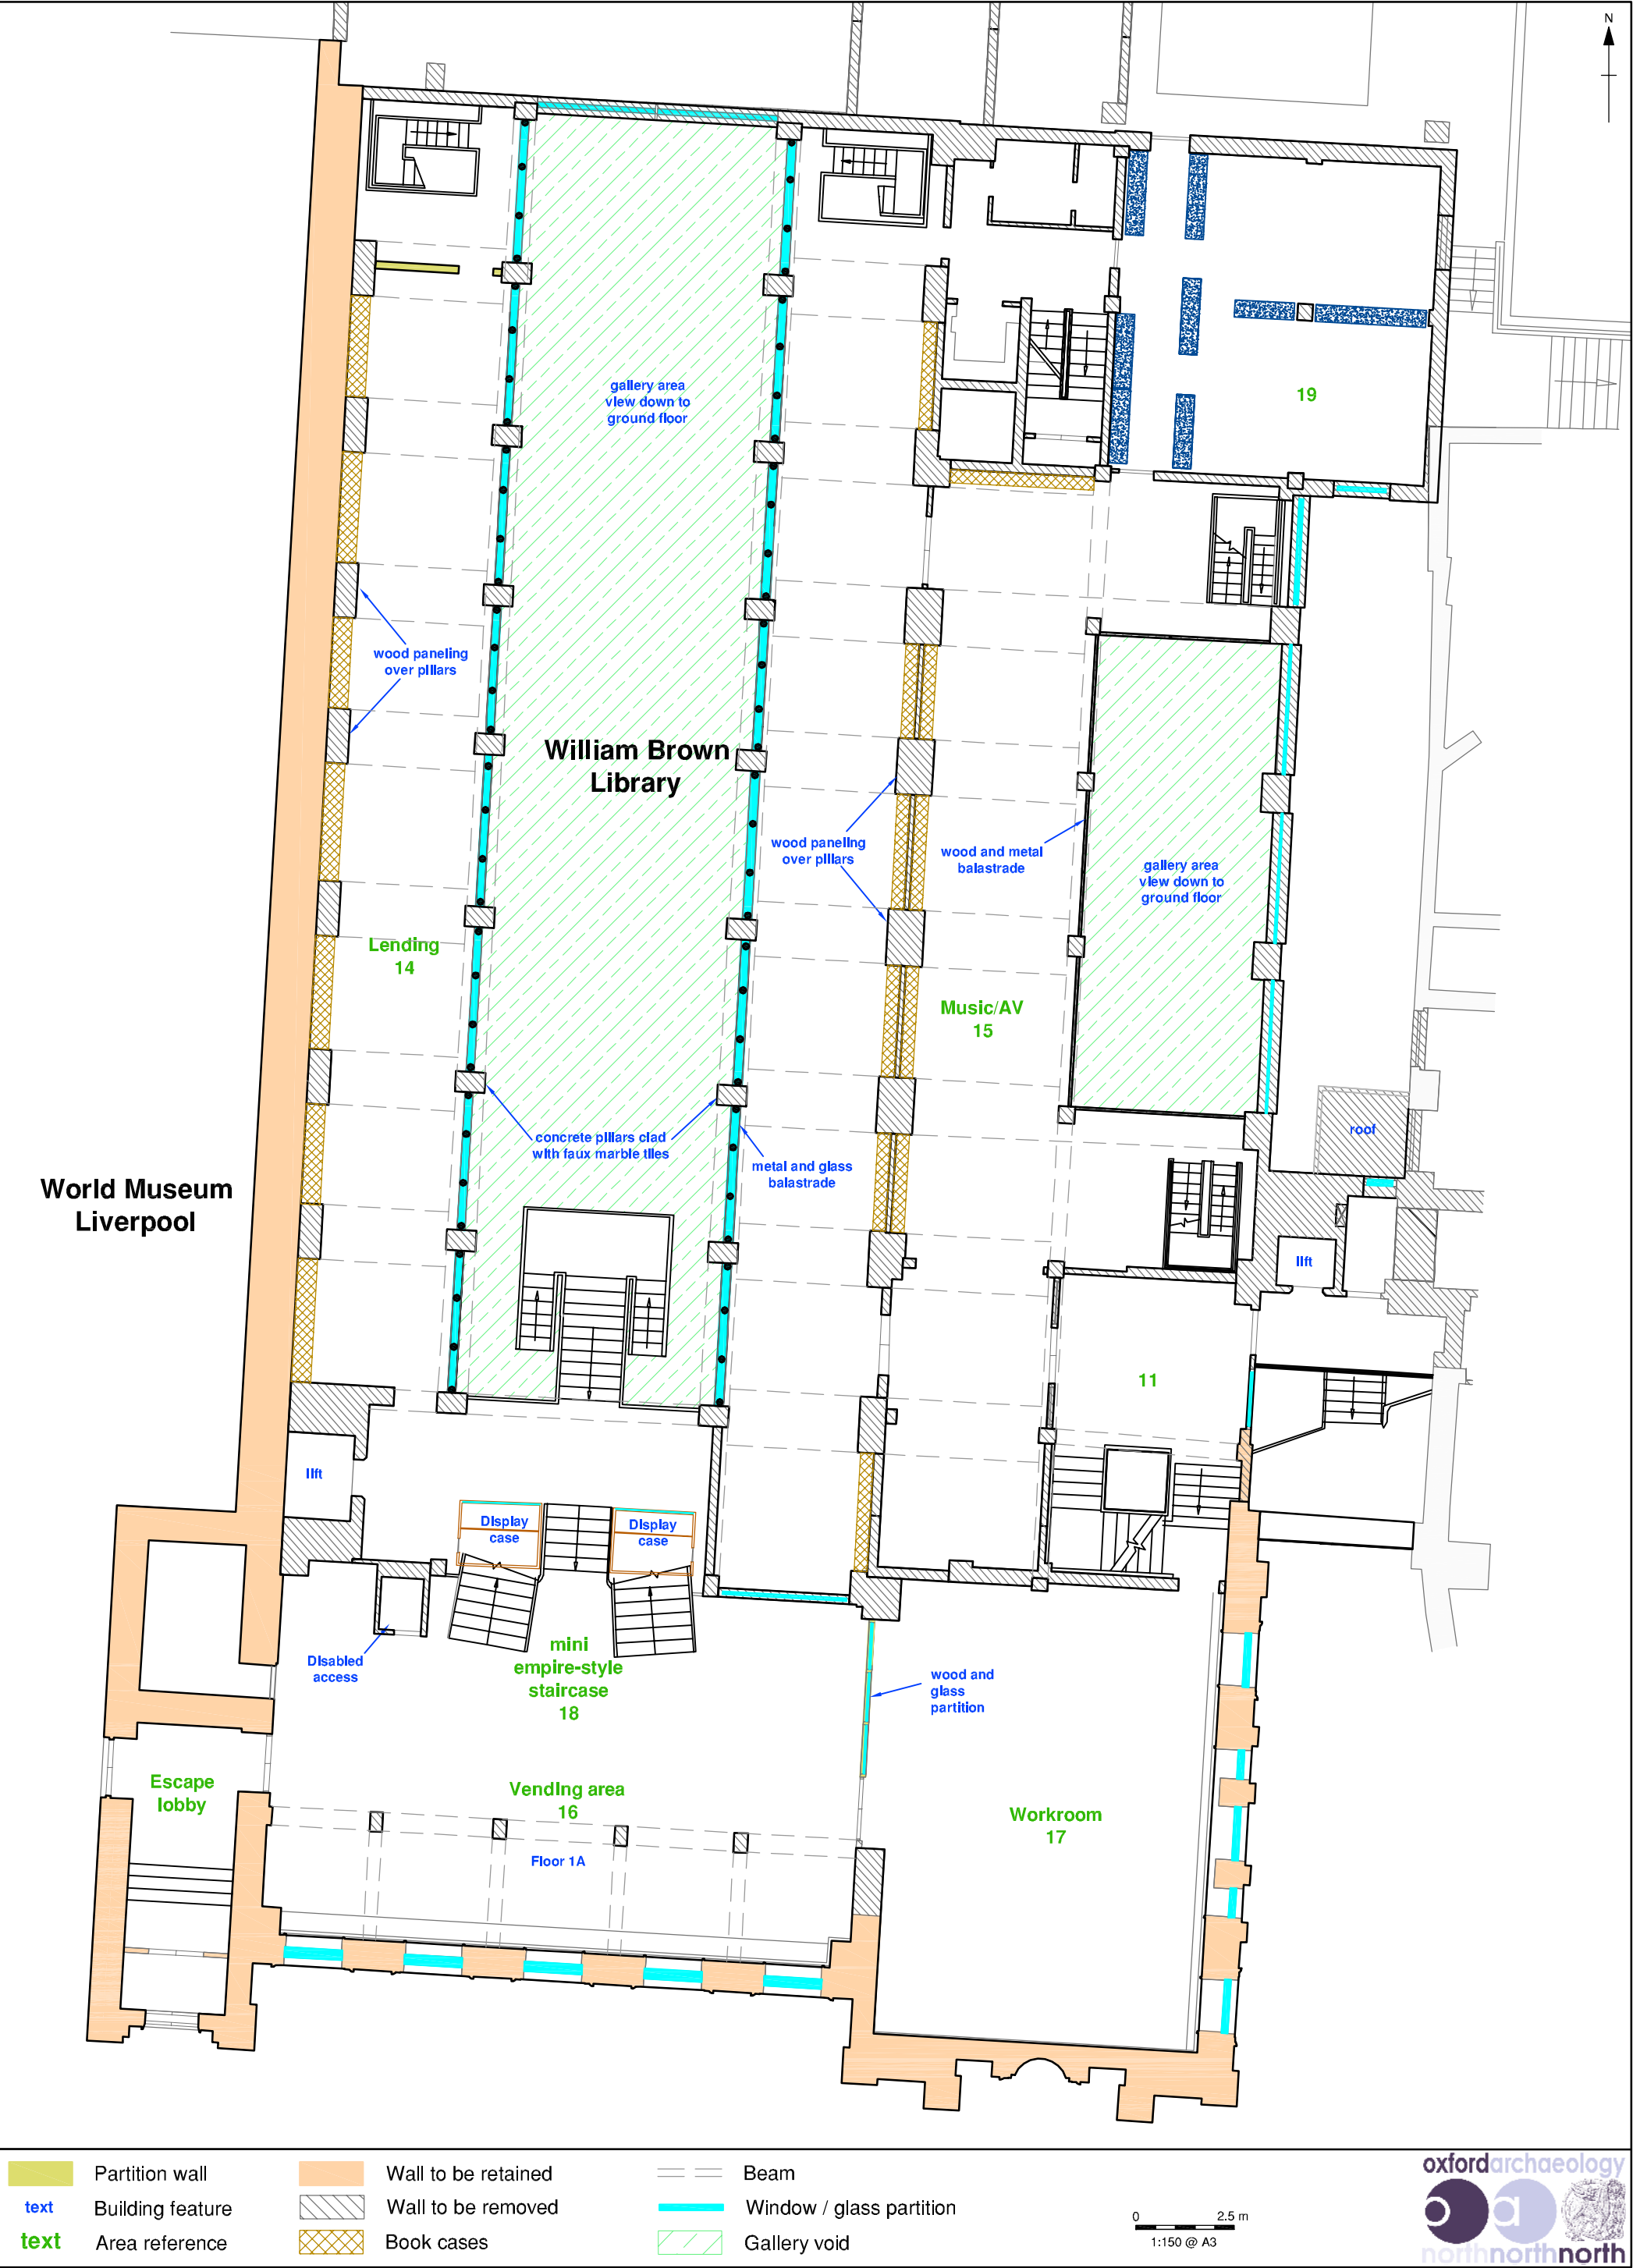 N
gallery area
view down to
ground floor
19
wood paneling
over pillars
William Brown
Library
wood paneling
over pillars
wood and metal
balastrade
gallery area
view down to
ground floor
Lending
14
Music/AV
15
concrete pillars clad
with faux marble tiles
metal and glass
balastrade
roof
World Museum
Liverpool
lift
11
lift
Display
case
Display
case
Disabled
access
mini
empire-style
staircase
18
wood and
glass
partition
Escape
lobby
Vending area
16
Workroom
17
Floor 1A
Partition wall
text Building feature
text Area reference
Wall to be retained
Wall to be removed
Book cases
Beam
Window / glass partition
Gallery void
0 2.5 m
1:150 @ A3
oxfordarchaeology
oa
northnorthnorth